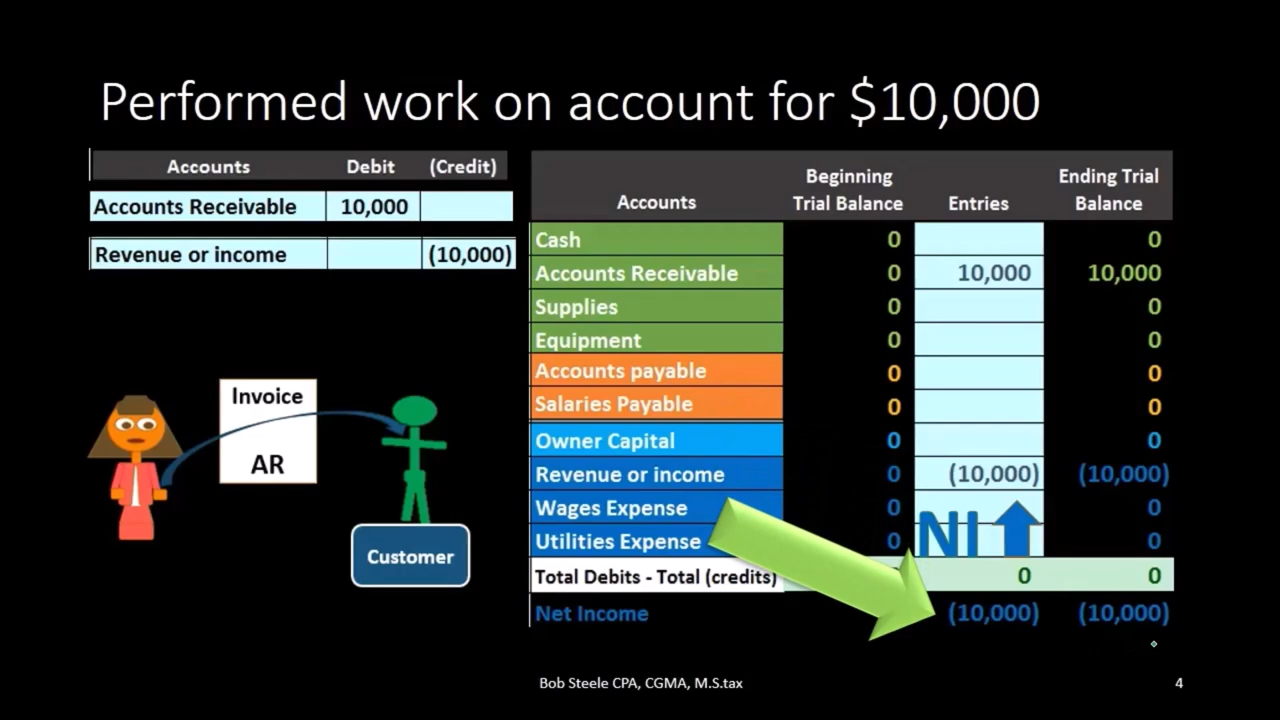 Performed work on account for $10,000
Accounts Debit (Credit)
Accounts Receivable 10,000
Revenue or income (10,000)
Invoice
AR
Customer
Accounts Beginning Trial Balance Entries Ending Trial Balance
Cash 0 0
Accounts Receivable 0 10,000 10,000
Supplies 0 0
Equipment 0 0
Accounts payable 0 0
Salaries Payable 0 0
Owner Capital 0 0
Revenue or income 0 (10,000) (10,000)
Wages Expense 0 0
Utilities Expense 0 0
NI
Total Debits - Total (credits) 0 0
Net Income (10,000) (10,000)
Bob Steele CPA, CGMA, M.S.tax
4